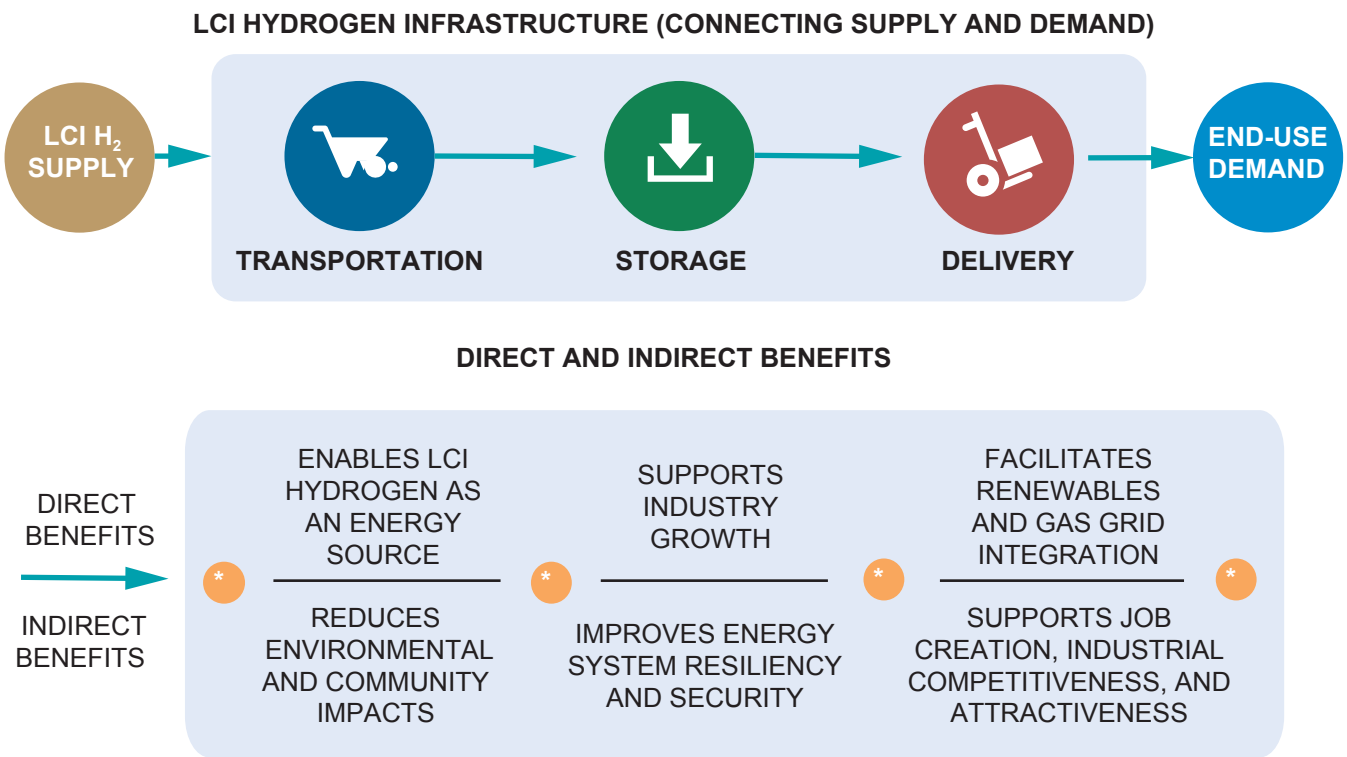 LCI HYDROGEN INFRASTRUCTURE (CONNECTING SUPPLY AND DEMAND)
LCI H₂
SUPPLY
TRANSPORTATION
STORAGE
DELIVERY
END-USE
DEMAND
DIRECT AND INDIRECT BENEFITS
DIRECT
BENEFITS
INDIRECT
BENEFITS
*
ENABLES LCI
HYDROGEN AS
AN ENERGY
SOURCE
REDUCES
ENVIRONMENTAL
AND COMMUNITY
IMPACTS
*
SUPPORTS
INDUSTRY
GROWTH
IMPROVES ENERGY
SYSTEM RESILIENCY
AND SECURITY
*
FACILITATES
RENEWABLES
AND GAS GRID
INTEGRATION
SUPPORTS JOB
CREATION, INDUSTRIAL
COMPETITIVENESS, AND
ATTRACTIVENESS
*